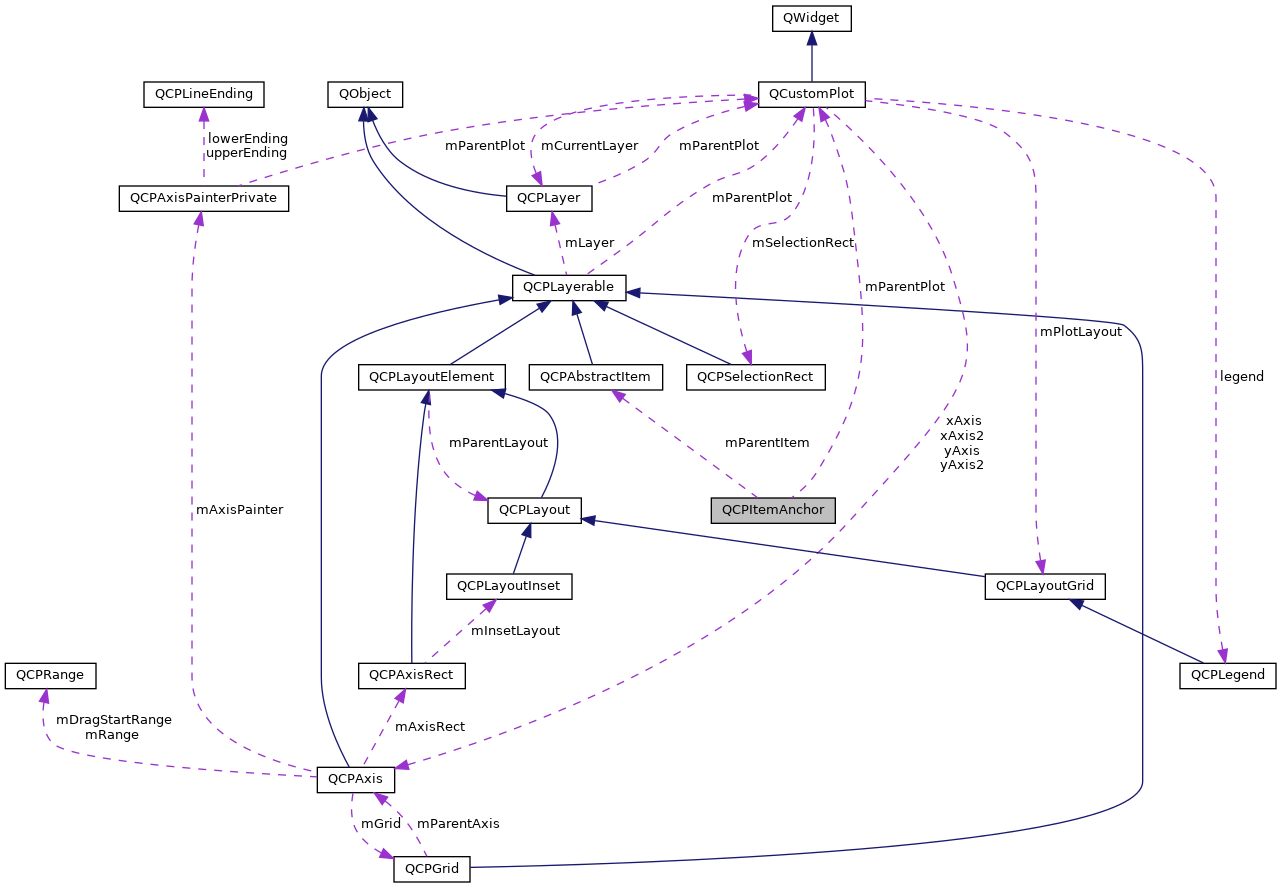 QWidget
QCPLineEnding
QObject
QCustomPlot
lowerEnding
upperEnding
mParentPlot
mCurrentLayer
mParentPlot
QCPAxisPainterPrivate
QCPLayer
mParentPlot
mLayer
mSelectionRect
QCPLayerable
mParentPlot
mPlotLayout
QCPLayoutElement
QCPAbstractItem
QCPSelectionRect
legend
xAxis
xAxis2
yAxis
yAxis2
mParentLayout
mParentItem
mAxisPainter
QCPLayout
QCPItemAnchor
QCPLayoutInset
QCPLayoutGrid
mInsetLayout
QCPRange
QCPAxisRect
QCPLegend
mDragStartRange
mRange
mAxisRect
QCPAxis
mGrid
mParentAxis
QCPGrid